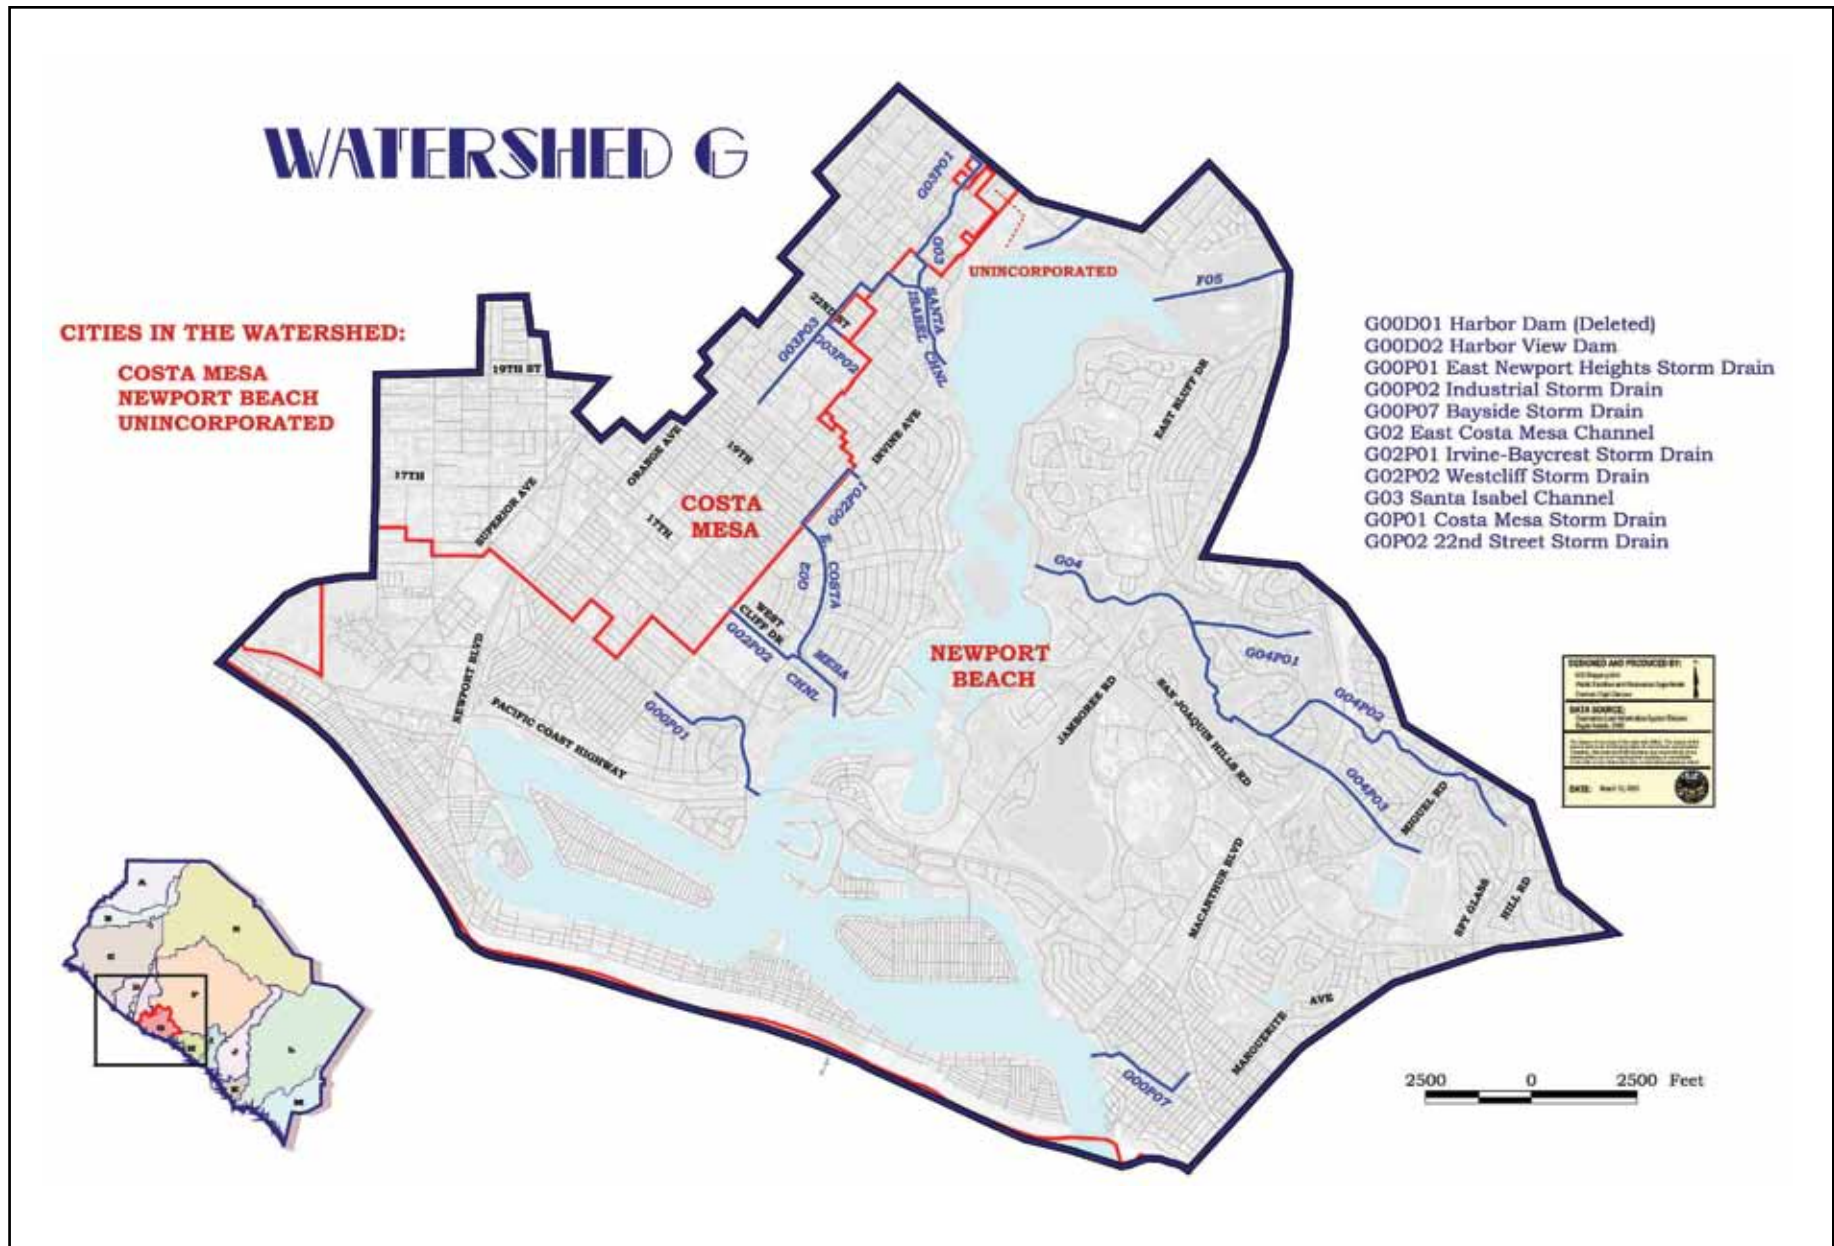 WATERSHED G
CITIES IN THE WATERSHED:
COSTA MESA
NEWPORT BEACH
UNINCORPORATED
G00D01 Harbor Dam (Deleted)
G00D02 Harbor View Dam
G00P01 East Newport Heights Storm Drain
G00P02 Industrial Storm Drain
G00P07 Bayside Storm Drain
G02 East Costa Mesa Channel
G02P01 Irvine-Baycrest Storm Drain
G02P02 Westcliff Storm Drain
G03 Santa Isabel Channel
G0P01 Costa Mesa Storm Drain
G0P02 22nd Street Storm Drain
G03P01
G03
UNINCORPORATED
F05
SANTA
ISABEL CHNL
22ND ST
G03P03
G03P02
19TH ST
EAST BLUFF DR
IRVINE AVE
ORANGE AVE
19TH
17TH
SUPERIOR AVE
COSTA
MESA
17TH
G02P01
G02
E. COSTA
MESA
CHNL
G04
WEST
CLIFF DR
G02P02
NEWPORT
BEACH
G04P01
NEWPORT BLVD
G00P01
PACIFIC COAST HIGHWAY
JAMBOREE RD
SAN JOAQUIN HILLS RD
G04P02
G04P03
MIGUEL RD
MACARTHUR BLVD
SPY GLASS
HILL RD
MARGUERITE
AVE
G00P07
DESIGNED AND PRODUCED BY:
DATA SOURCE:
DATE:
2500 0 2500 Feet